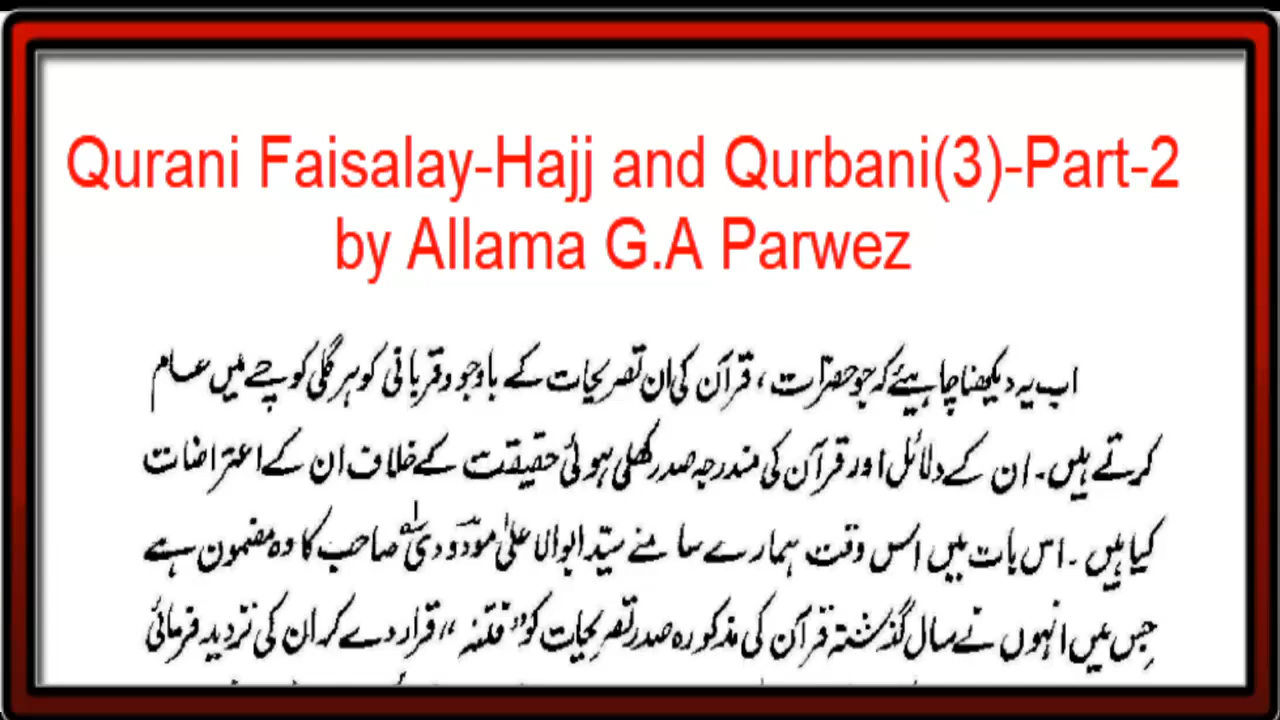 Qurani Faisalay-Hajj and Qurbani(3)-Part-2
by Allama G.A Parwez
اب یہ دیکھنا چاہیئے کہ جو حضرات، قرآن کی ان تصریحات کے باوجود قربانی کو ہر گلی کوچے میں عام
کرتے ہیں۔ ان کے دلائل اور قرآن کی مندرجہ صدر کھلی ہوئی حقیقت کے خلاف ان کے اعتراضات
کیا ہیں۔ اس بات میں اس وقت ہمارے سامنے سیّد ابوالاعلیٰ مودودی صاحب کا وہ مضمون ہے
جس میں انہوں نے سال گذشتہ قرآن کی مذکورہ صدر تصریحات کو "فتنہ" قرار دے کر ان کی تردید فرمائی